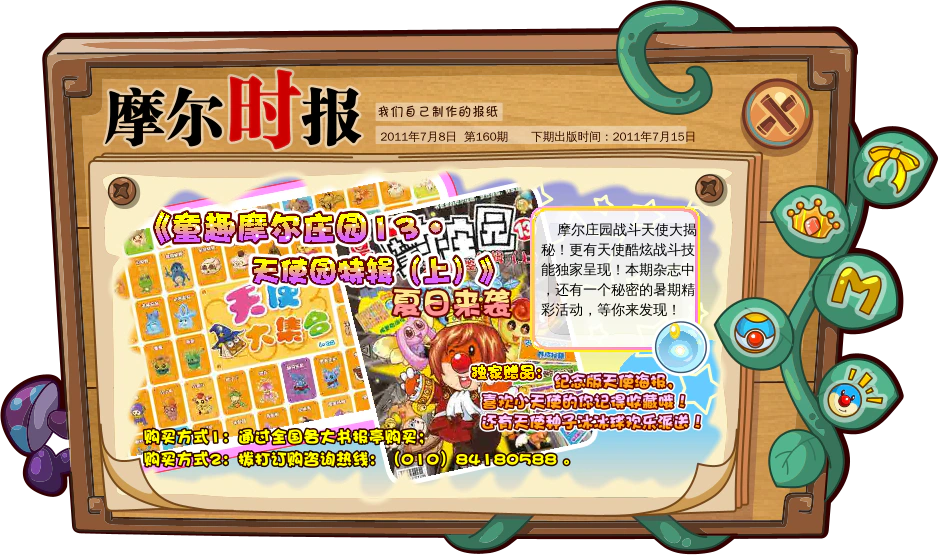 摩尔时报
我们自己制作的报纸
2011年7月8日 第160期 下期出版时间：2011年7月15日
《童趣摩尔庄园13·
天使园特辑（上）》
夏日来袭
摩尔庄园战斗天使大揭
秘！更有天使酷炫战斗技
能独家呈现！本期杂志中
，还有一个秘密的暑期精
彩活动，等你来发现！
天使
大集合
独家赠品：
纪念版天使海报。
喜欢小天使的你记得收藏哦！
还有天使种子冰冰球欢乐派送！
购买方式1：通过全国各大书报亭购买；
购买方式2：拨打订购咨询热线：（010）84180588 。
M